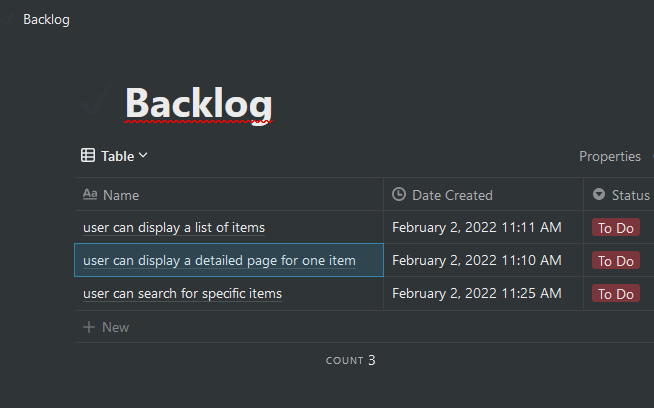 Backlog
Backlog
Table Properties
Aa Name Date Created Status
user can display a list of items February 2, 2022 11:11 AM To Do
user can display a detailed page for one item February 2, 2022 11:10 AM To Do
user can search for specific items February 2, 2022 11:25 AM To Do
+ New
COUNT 3